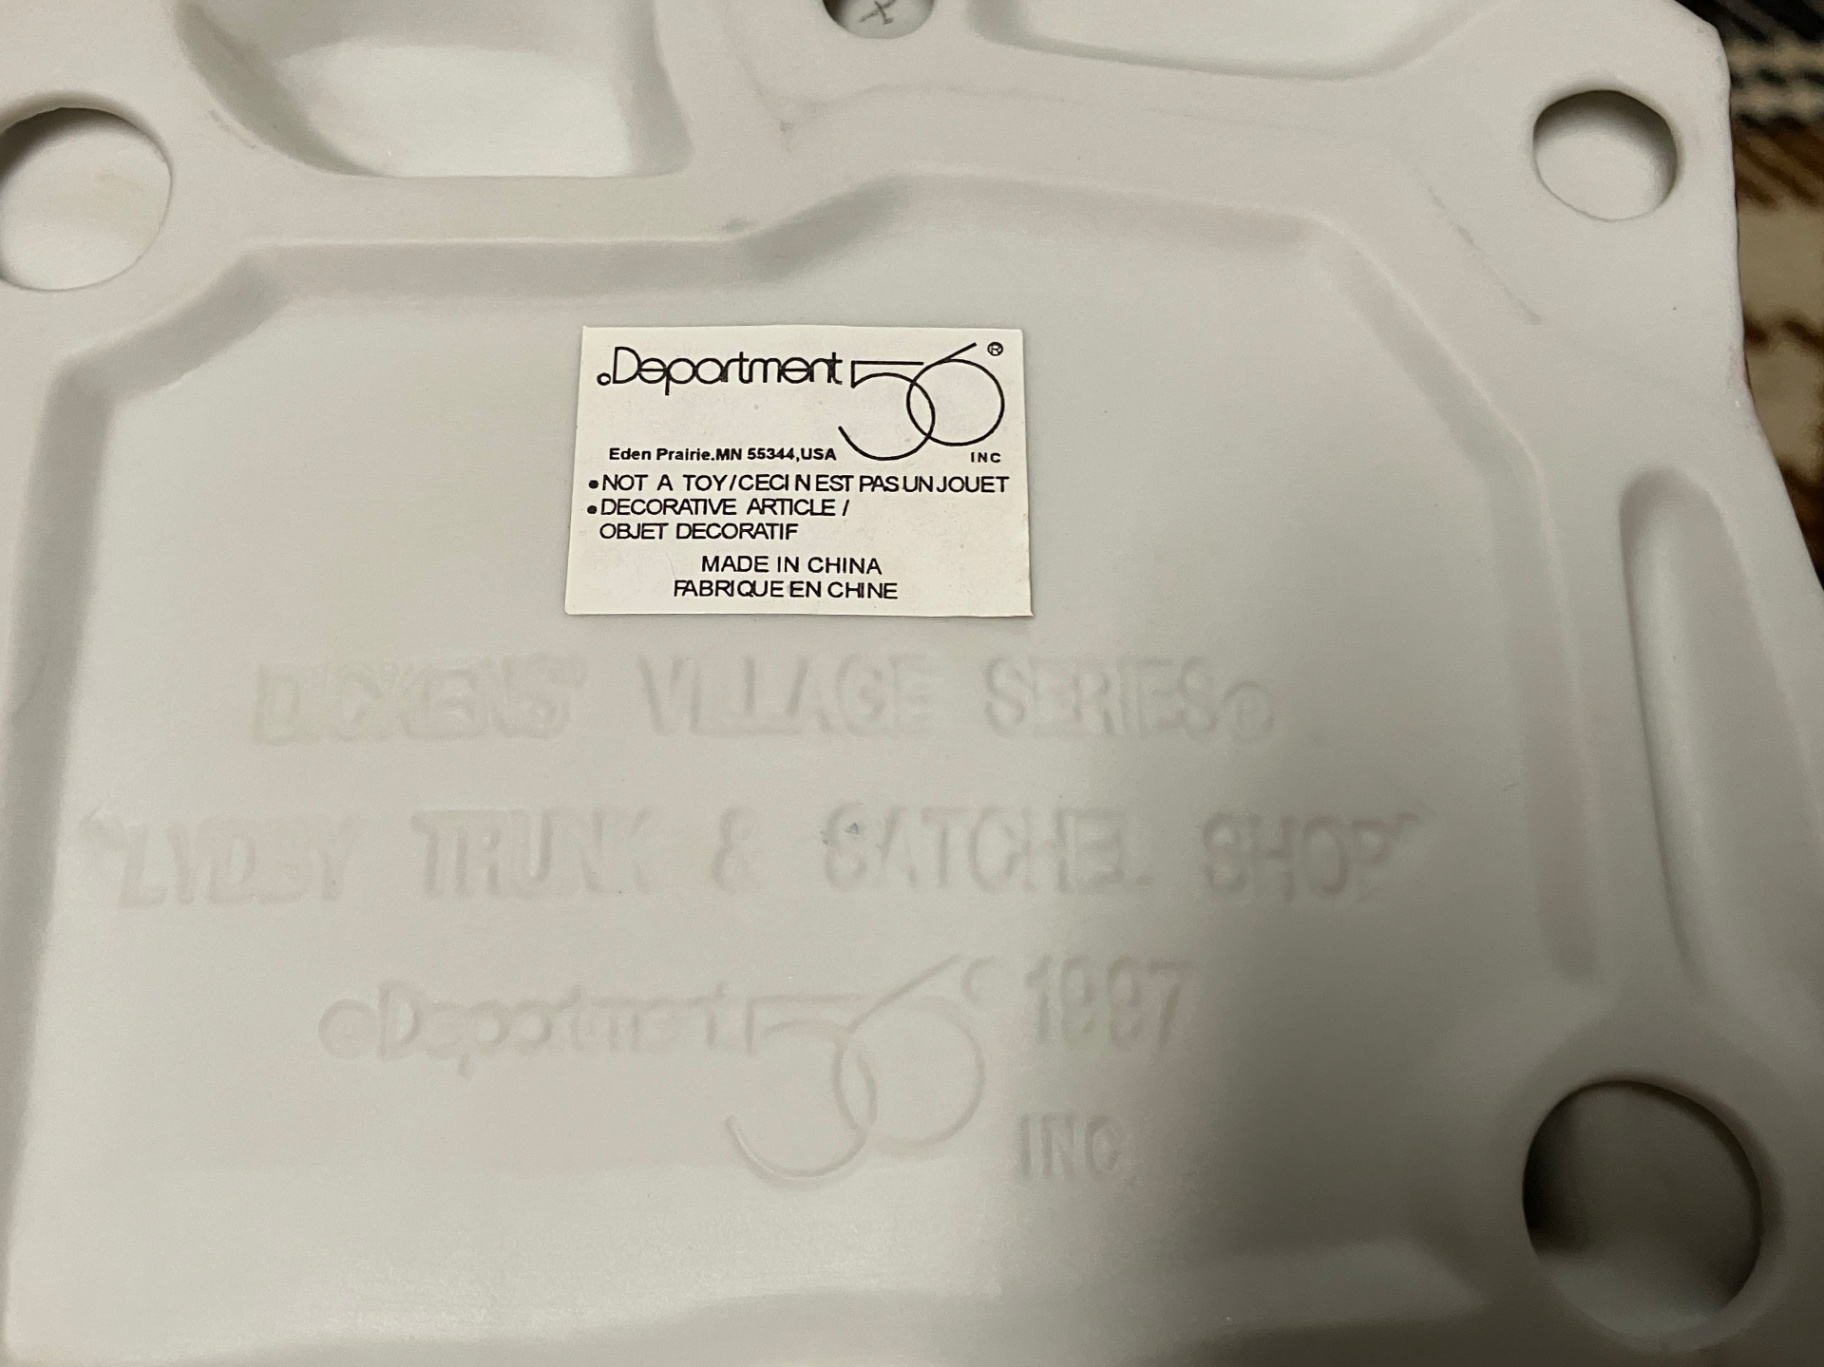 Department 56®
INC
Eden Prairie.MN 55344,USA
•NOT A TOY/CECI N EST PAS UN JOUET
•DECORATIVE ARTICLE /
OBJET DECORATIF
MADE IN CHINA
FABRIQUE EN CHINE
DICKENS' VILLAGE SERIES®
"LYDBY TRUNK & SATCHEL SHOP"
©Department 56® 1997
INC.